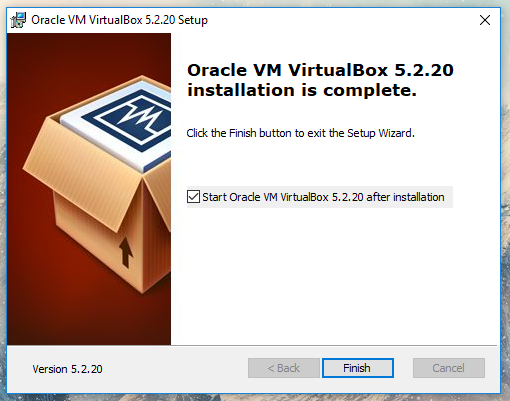 Oracle VM VirtualBox 5.2.20 Setup
Oracle VM VirtualBox 5.2.20
installation is complete.
Click the Finish button to exit the Setup Wizard.
Start Oracle VM VirtualBox 5.2.20 after installation
Version 5.2.20
< Back
Finish
Cancel